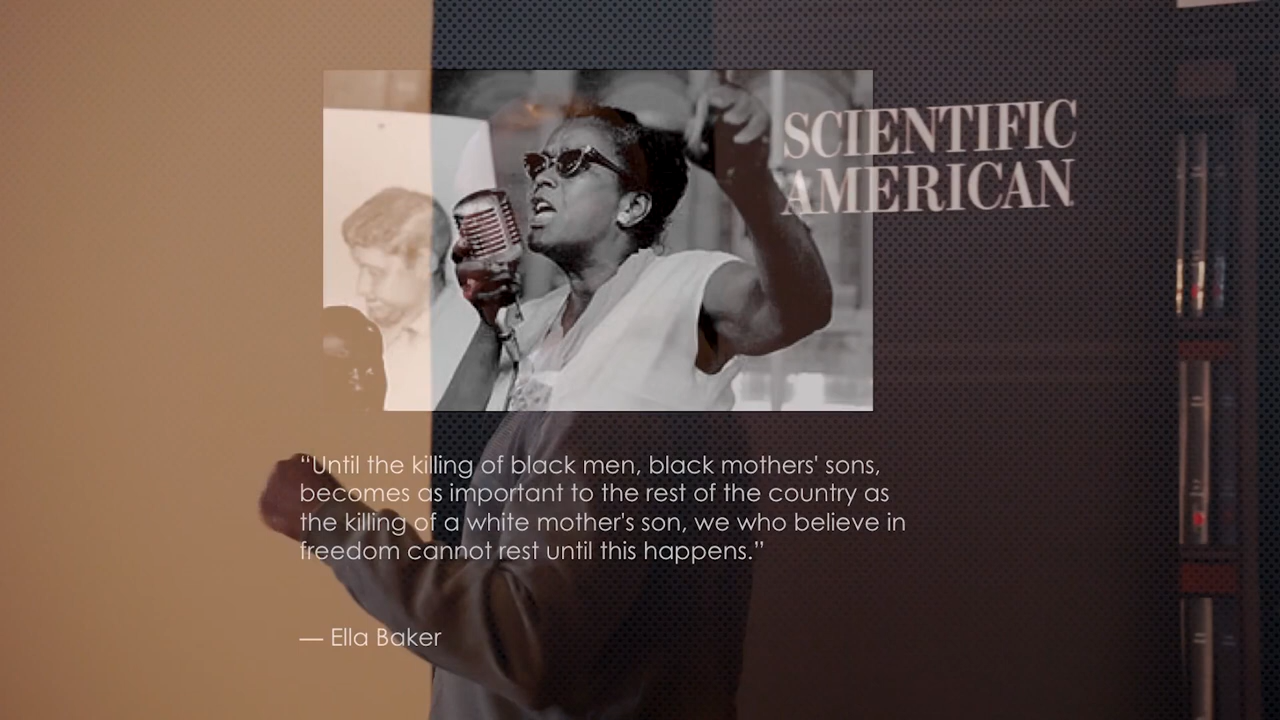 SCIENTIFIC
AMERICAN
“Until the killing of black men, black mothers' sons,
becomes as important to the rest of the country as
the killing of a white mother's son, we who believe in
freedom cannot rest until this happens.”
— Ella Baker